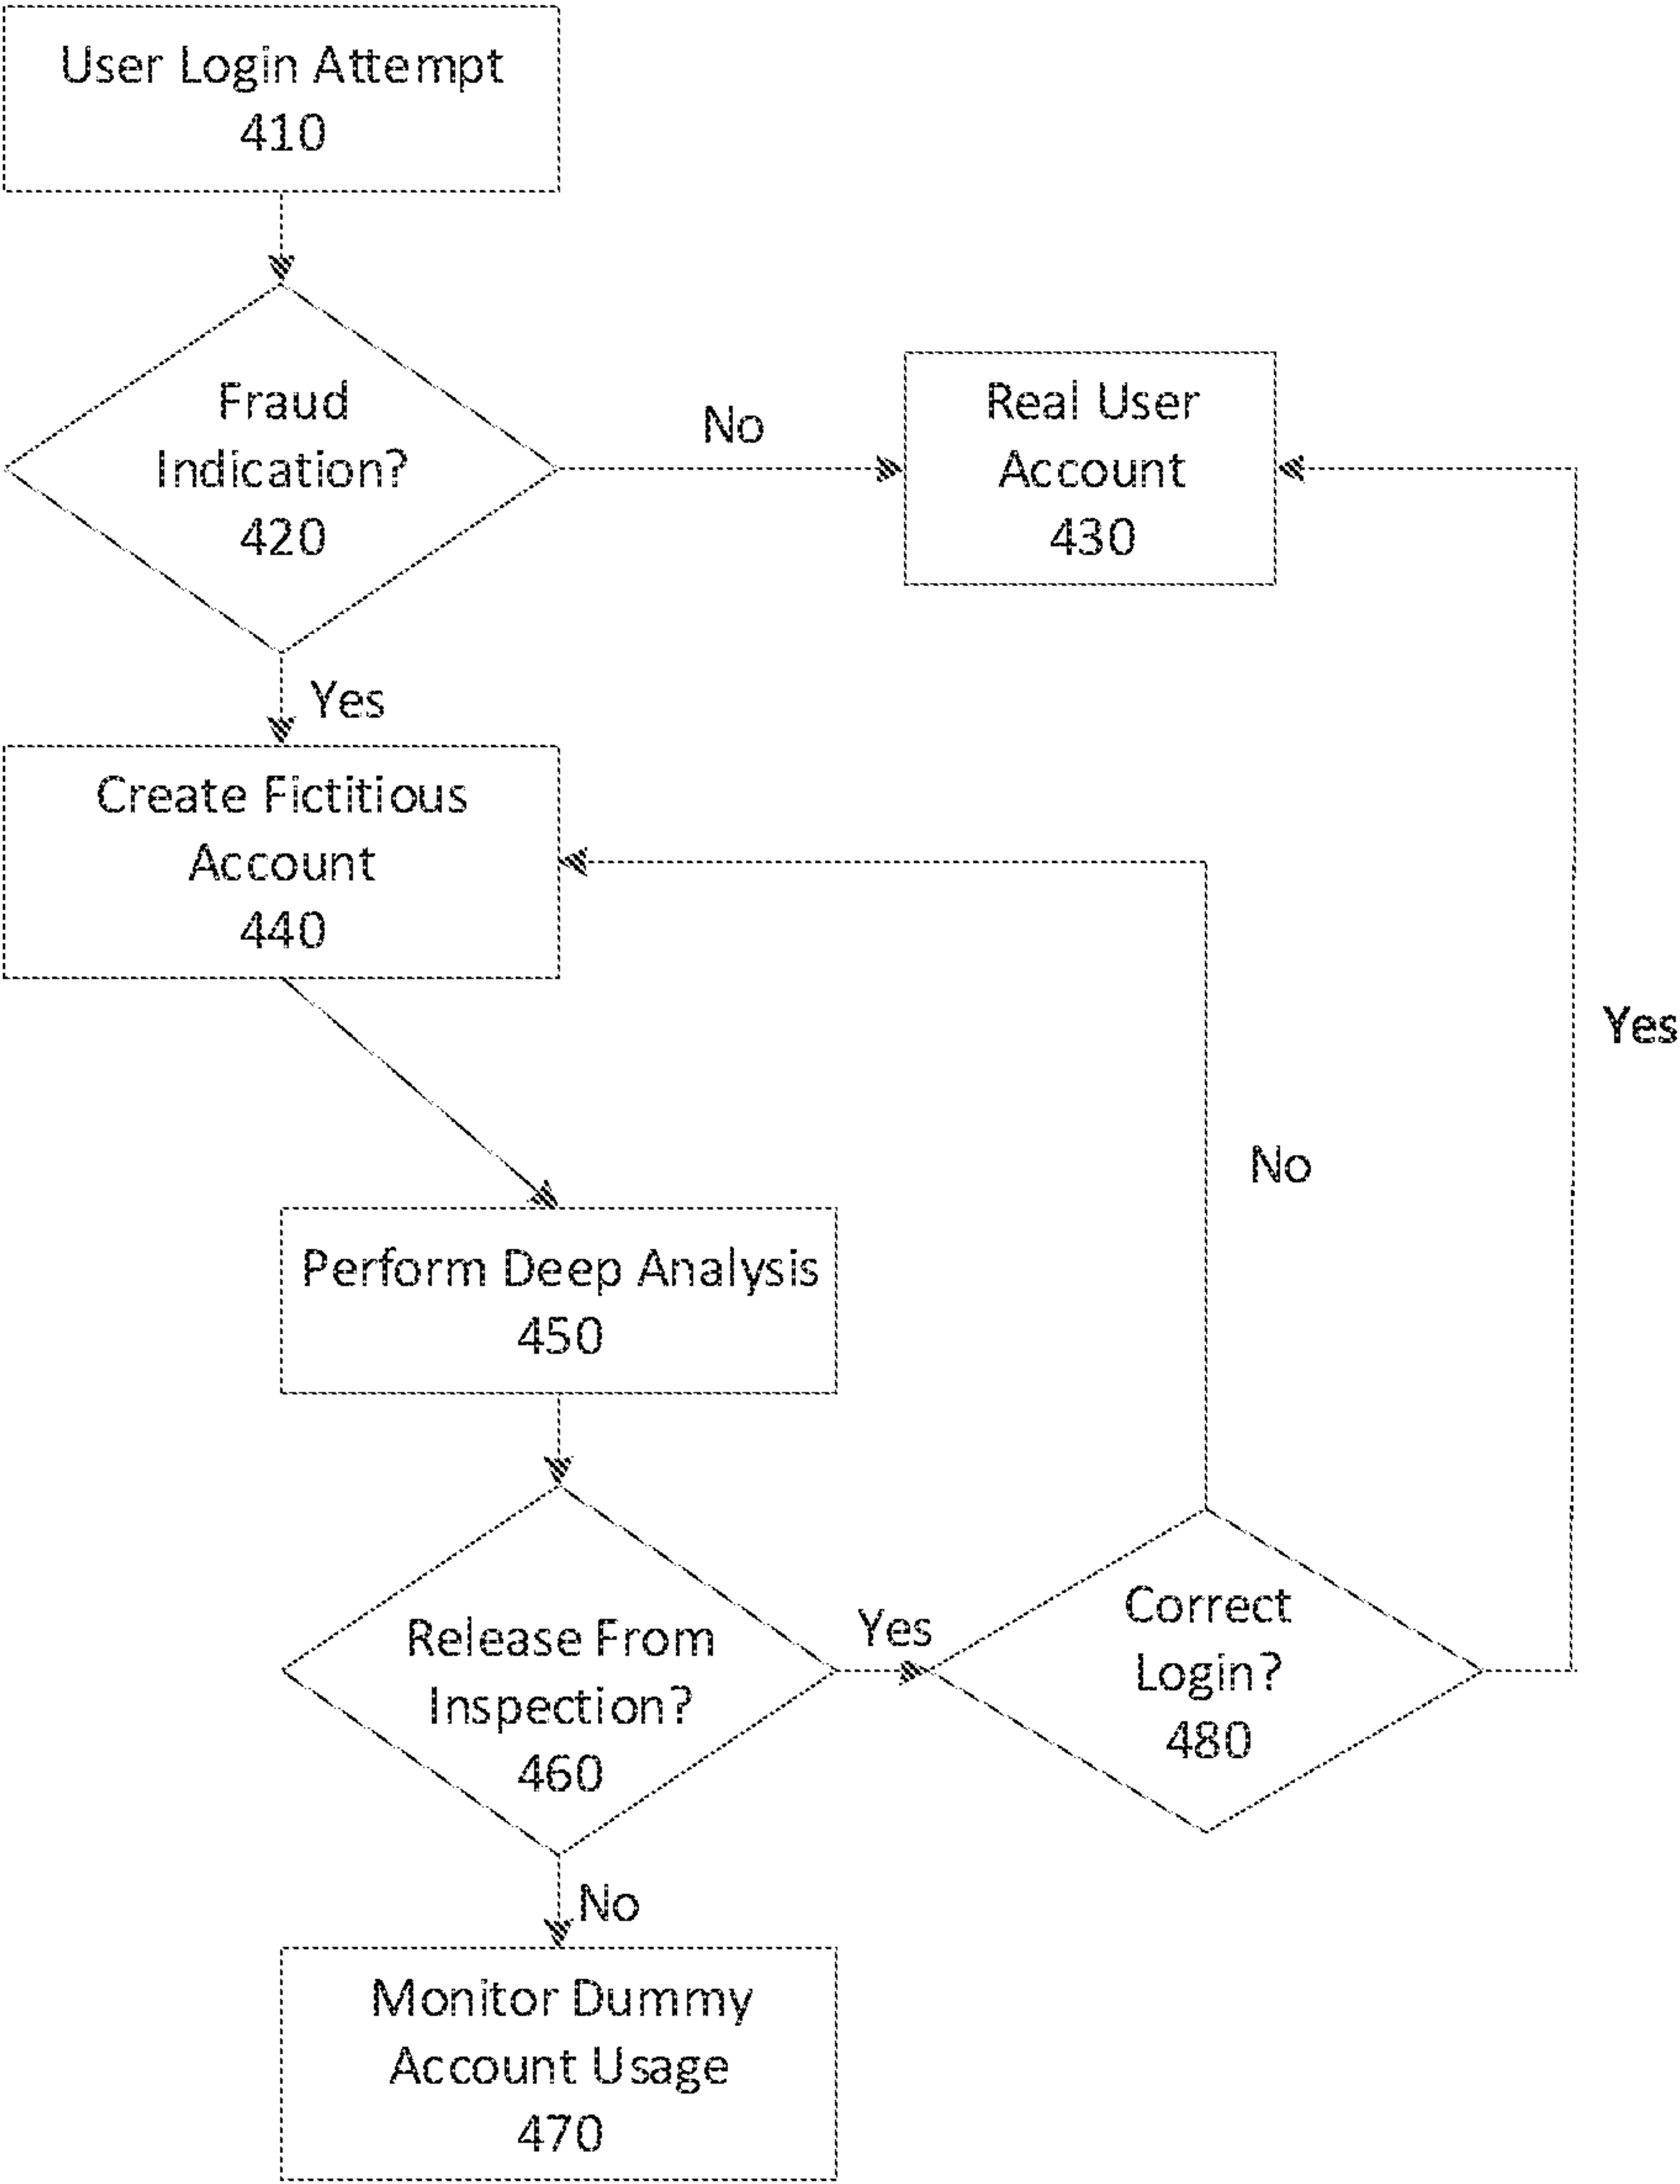 User Login Attempt
410
Fraud
Indication?
420
No
Real User
Account
430
Yes
Create Fictitious
Account
440
Yes
No
Perform Deep Analysis
450
Release From
Inspection?
460
Yes
Correct
Login?
480
No
Monitor Dummy
Account Usage
470